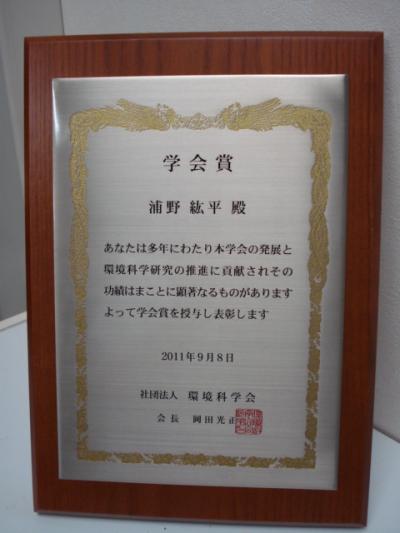 学会賞
浦野 紘平 殿
あなたは多年にわたり本学会の発展と
環境科学研究の推進に貢献されその
功績はまことに顕著なるものがあります
よって学会賞を授与し表彰します
2011年9月8日
社団法人 環境科学会
会長 岡田光正